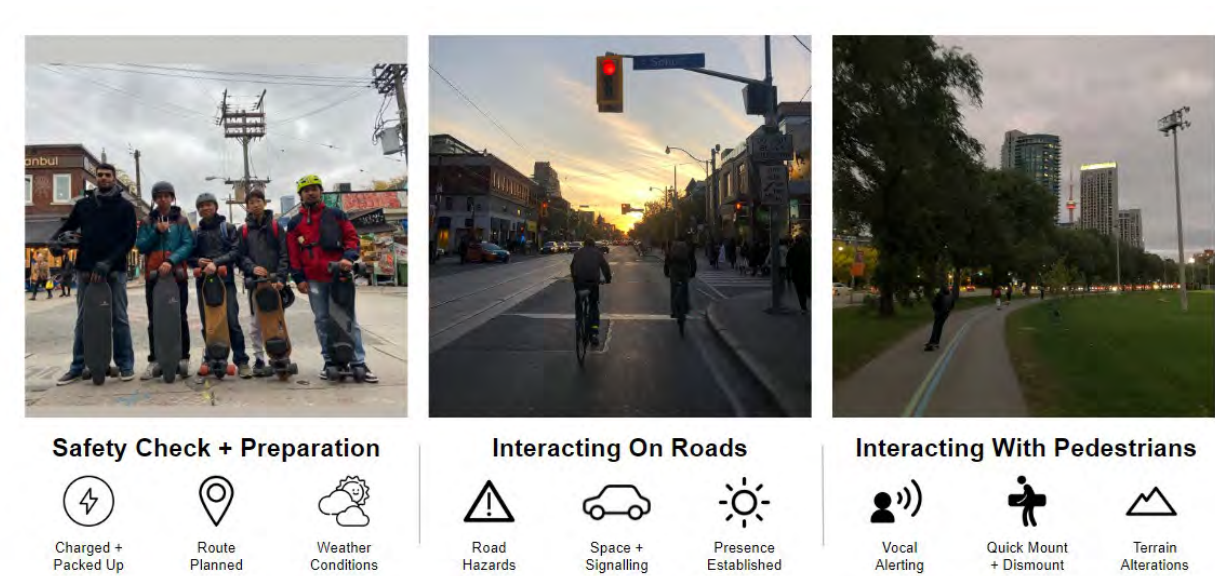 anbul
Safety Check + Preparation
Interacting On Roads
Interacting With Pedestrians
Charged +
Packed Up
Route
Planned
Weather
Conditions
Road
Hazards
Space +
Signalling
Presence
Established
Vocal
Alerting
Quick Mount
+ Dismount
Terrain
Alterations